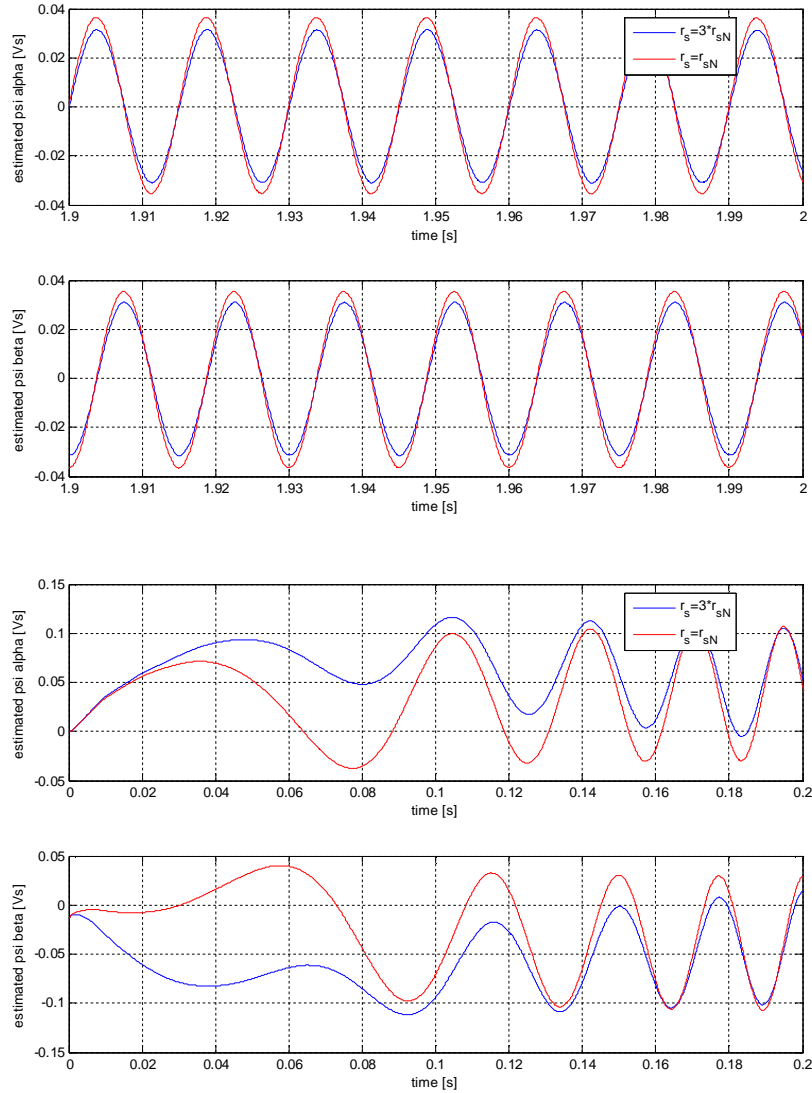 estimated psi alpha [Vs]
0.04
0.02
0
-0.02
-0.04
r_s=3*r_sN
r_s=r_sN
1.9 1.91 1.92 1.93 1.94 1.95 1.96 1.97 1.98 1.99 2
time [s]
estimated psi beta [Vs]
0.04
0.02
0
-0.02
-0.04
1.9 1.91 1.92 1.93 1.94 1.95 1.96 1.97 1.98 1.99 2
time [s]
estimated psi alpha [Vs]
0.15
0.1
0.05
0
-0.05
r_s=3*r_sN
r_s=r_sN
0 0.02 0.04 0.06 0.08 0.1 0.12 0.14 0.16 0.18 0.2
time [s]
estimated psi beta [Vs]
0.05
0
-0.05
-0.1
-0.15
0 0.02 0.04 0.06 0.08 0.1 0.12 0.14 0.16 0.18 0.2
time [s]